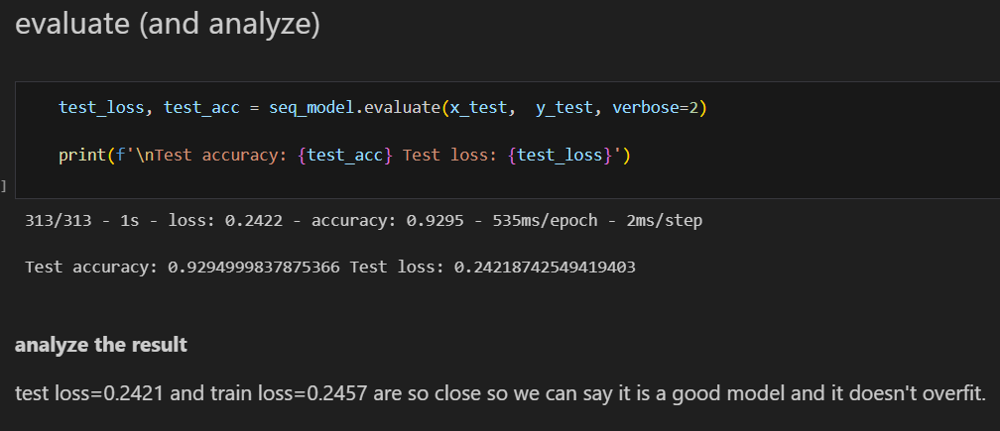 evaluate (and analyze)
test_loss, test_acc = seq_model.evaluate(x_test,  y_test, verbose=2)
print(f'\nTest accuracy: {test_acc} Test loss: {test_loss}')
]
313/313 - 1s - loss: 0.2422 - accuracy: 0.9295 - 535ms/epoch - 2ms/step
Test accuracy: 0.9294999837875366 Test loss: 0.24218742549419403
analyze the result
test loss=0.2421 and train loss=0.2457 are so close so we can say it is a good model and it doesn't overfit.